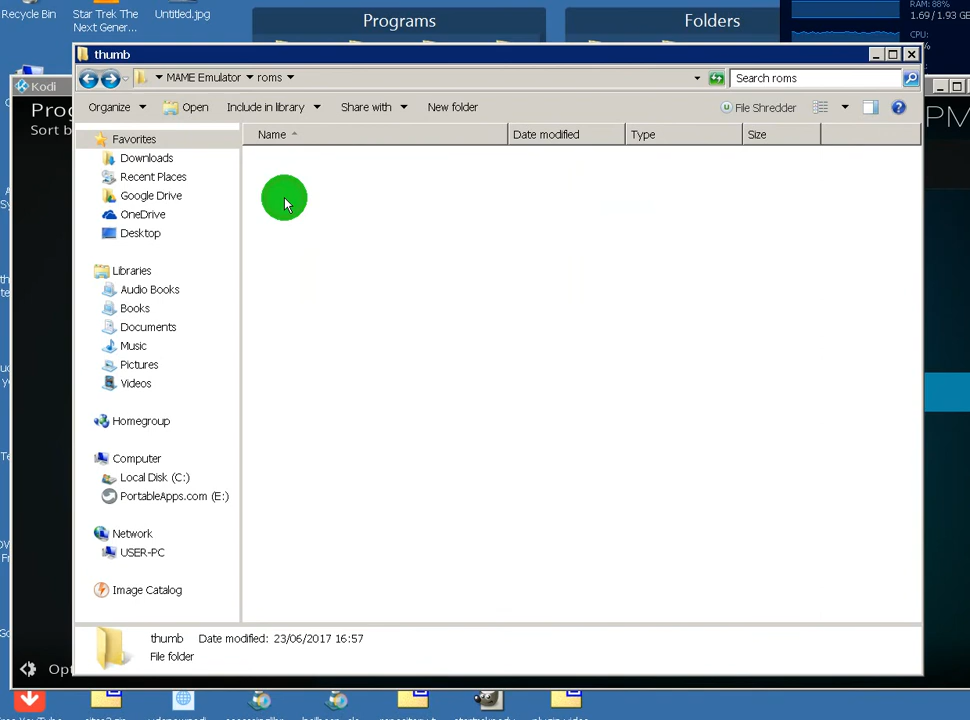 Recycle Bin
Star Trek The
Next Gener...
Untitled.jpg
Programs
Folders
RAM: 88%
1.69 / 1.93 GB
CPU:
thumb
Kodi
MAME Emulator
roms
Search roms
Organize
Open
Include in library
Share with
New folder
File Shredder
Sort b
PM
Name
Date modified
Type
Size
Favorites
Downloads
Recent Places
Google Drive
OneDrive
Desktop
Libraries
Audio Books
Books
Documents
Music
Pictures
Videos
Homegroup
Computer
Local Disk (C:)
PortableApps.com (E:)
Network
USER-PC
Image Catalog
thumb
Date modified: 23/06/2017 16:57
File folder